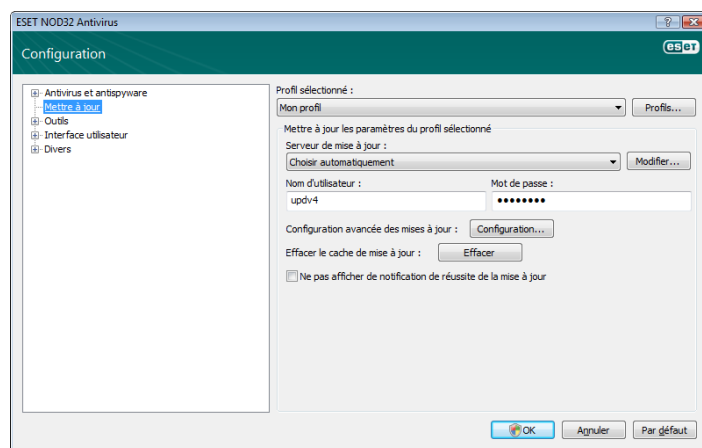 ESET NOD32 Antivirus
Configuration
eset
Antivirus et antispyware
Mettre à jour
Outils
Interface utilisateur
Divers
Profil sélectionné :
Mon profil
Profils...
Mettre à jour les paramètres du profil sélectionné
Serveur de mise à jour :
Choisir automatiquement
Modifier...
Nom d'utilisateur :
Mot de passe :
updv4
••••••••
Configuration avancée des mises à jour :
Configuration...
Effacer le cache de mise à jour :
Effacer
Ne pas afficher de notification de réussite de la mise à jour
OK
Annuler
Par défaut